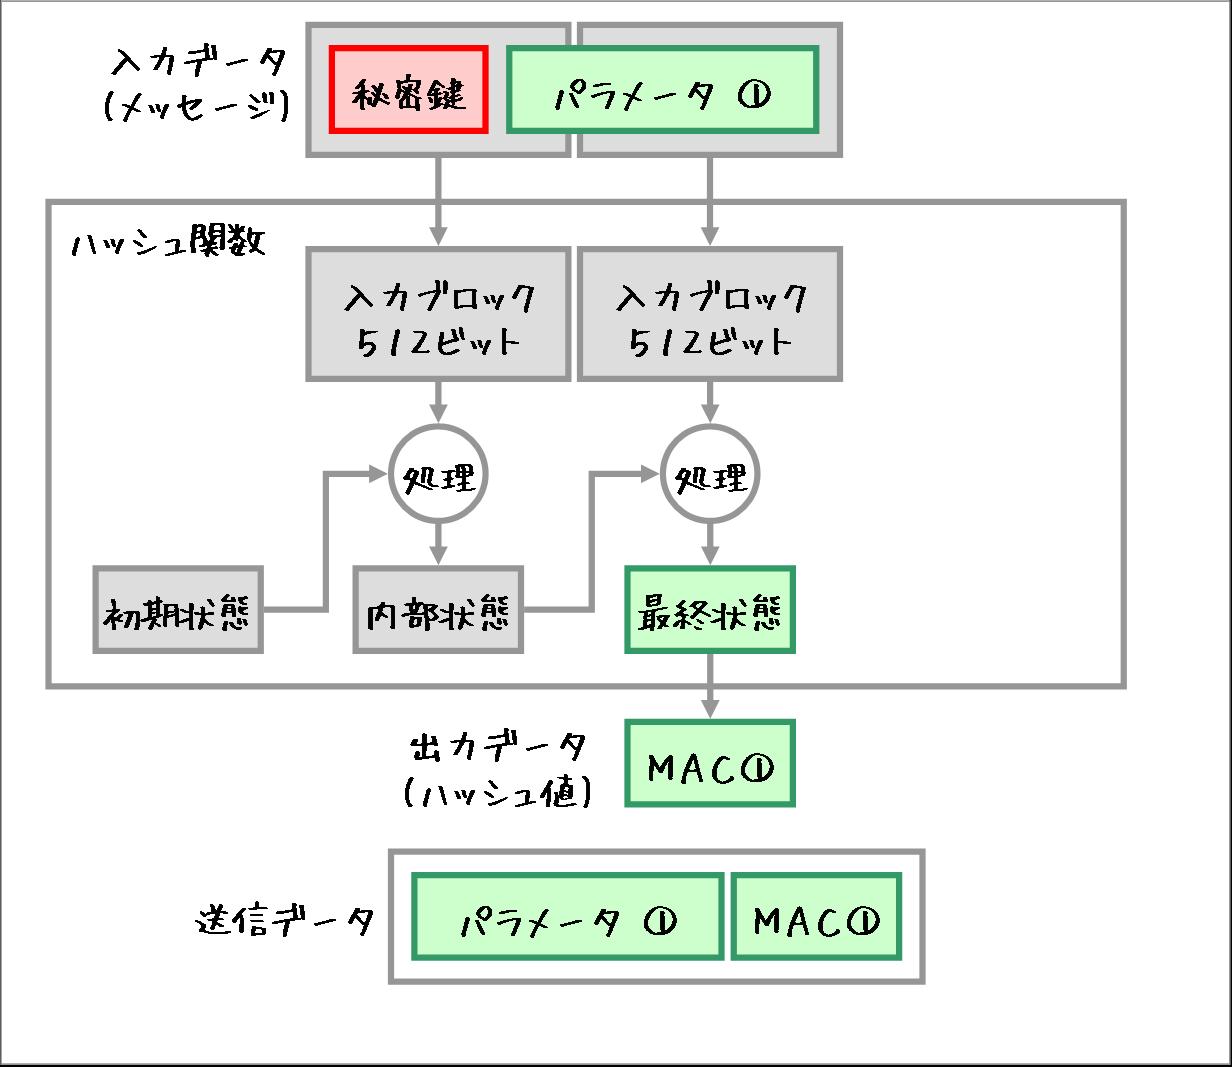 入力データ
(メッセージ)
秘密鍵
パラメータ ①
ハッシュ関数
入力ブロック
512ビット
入力ブロック
512ビット
処理
処理
初期状態
内部状態
最終状態
出力データ
(ハッシュ値)
MAC①
送信データ
パラメータ ①
MAC①